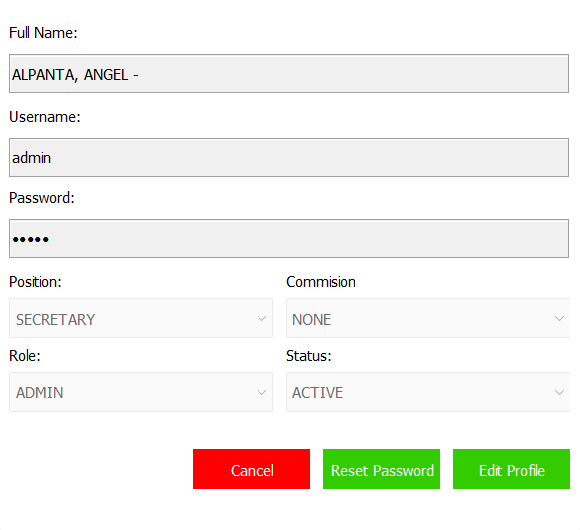 Full Name:
ALPANTA, ANGEL -
Username:
admin
Password:
•••••
Position:
Commision
SECRETARY
NONE
Role:
Status:
ADMIN
ACTIVE
Cancel
Reset Password
Edit Profile